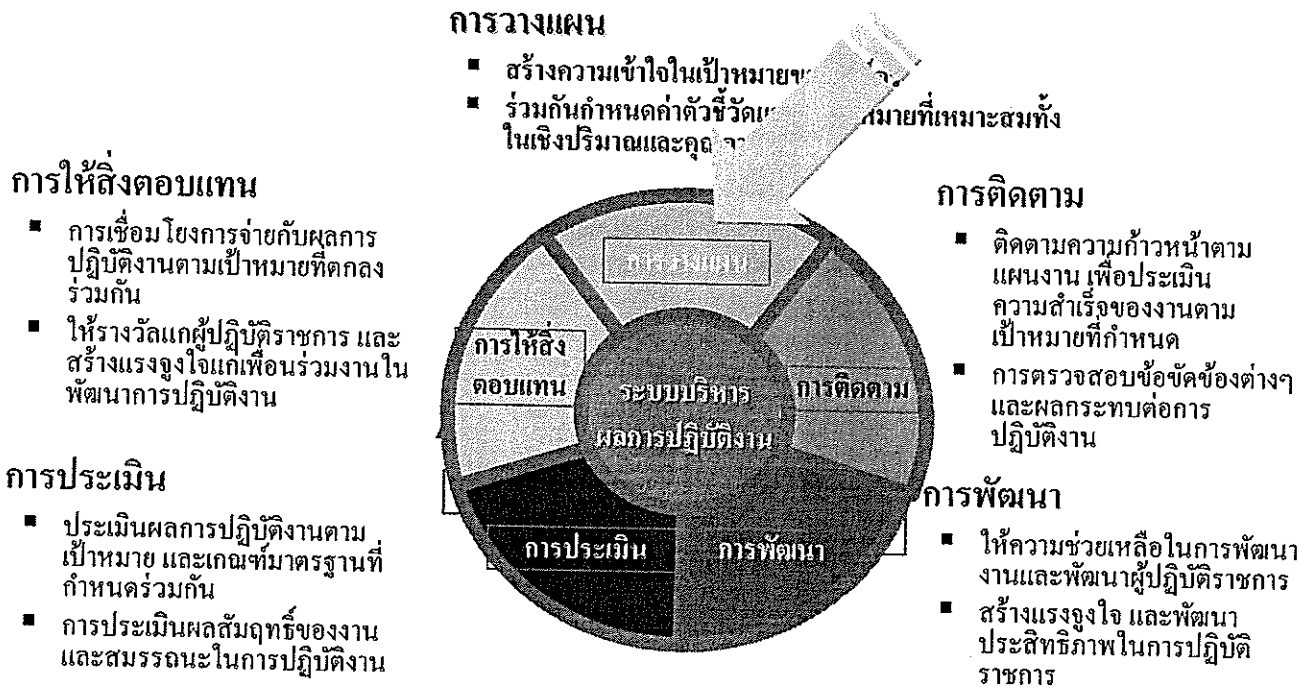 การวางแผน
▪ สร้างความเข้าใจในเป้าหมาย
▪ ร่วมกันกำหนดค่าตัวชี้วัด หมายที่เหมาะสมทั้ง
ในเชิงปริมาณและ
การให้สิ่งตอบแทน
▪ การเชื่อมโยงการจ่ายกับผลการ
ปฏิบัติงานตามเป้าหมายที่ตกลง
ร่วมกัน
▪ ให้รางวัลแก่ผู้ปฏิบัติราชการ และ
สร้างแรงจูงใจแก่เพื่อนร่วมงานใน
พัฒนาการปฏิบัติงาน
การประเมิน
▪ ประเมินผลการปฏิบัติงานตาม
เป้าหมาย และเกณฑ์มาตรฐานที่
กำหนดร่วมกัน
▪ การประเมินผลสัมฤทธิ์ของงาน
และสมรรถนะในการปฏิบัติงาน
การวางแผน
การให้สิ่ง
ตอบแทน
ระบบบริหาร
ผลการปฏิบัติงาน
การติดตาม
การประเมิน
การพัฒนา
การติดตาม
▪ ติดตามความก้าวหน้าตาม
แผนงาน เพื่อประเมิน
ความสำเร็จของงานตาม
เป้าหมายที่กำหนด
▪ การตรวจสอบข้อขัดข้องต่างๆ
และผลกระทบต่อการ
ปฏิบัติงาน
การพัฒนา
▪ ให้ความช่วยเหลือในการพัฒนา
งานและพัฒนาผู้ปฏิบัติราชการ
▪ สร้างแรงจูงใจ และพัฒนา
ประสิทธิภาพในการปฏิบัติ
ราชการ